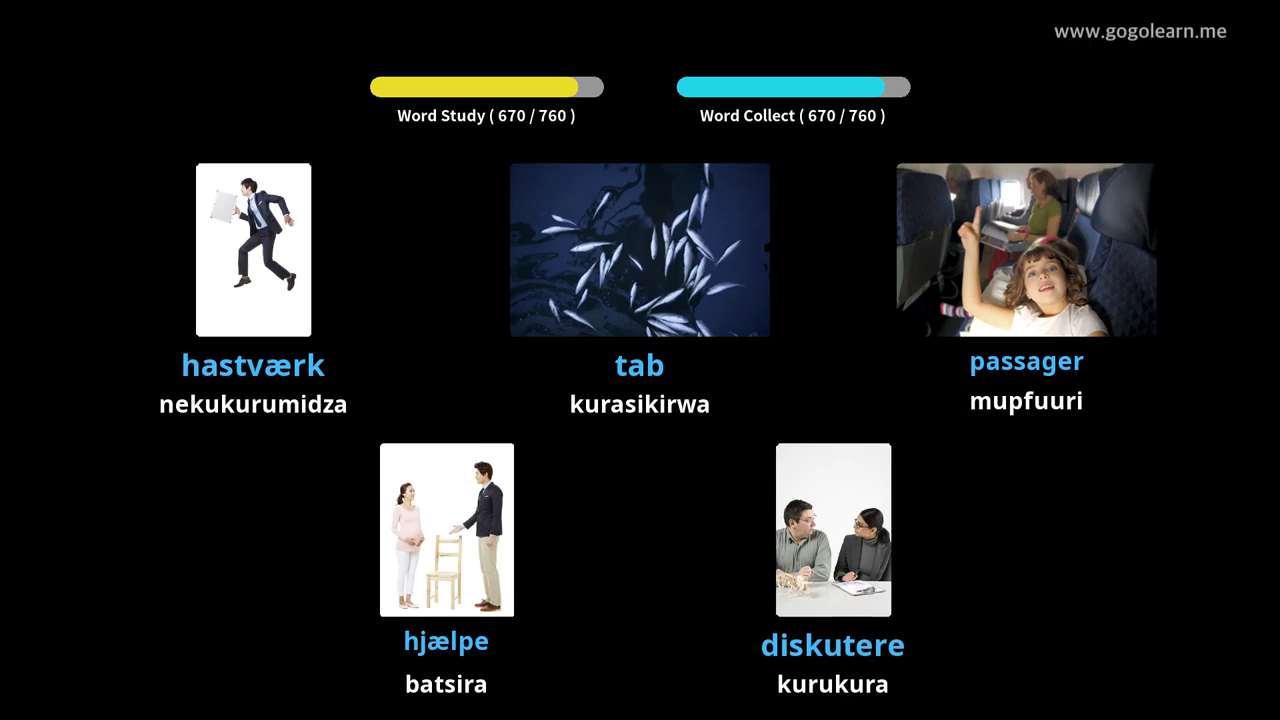 www.gogolearn.me
Word Study ( 670 / 760 )
Word Collect ( 670 / 760 )
hastværk
nekukurumidza
tab
kurasikirwa
passager
mupfuuri
hjælpe
batsira
diskutere
kurukura